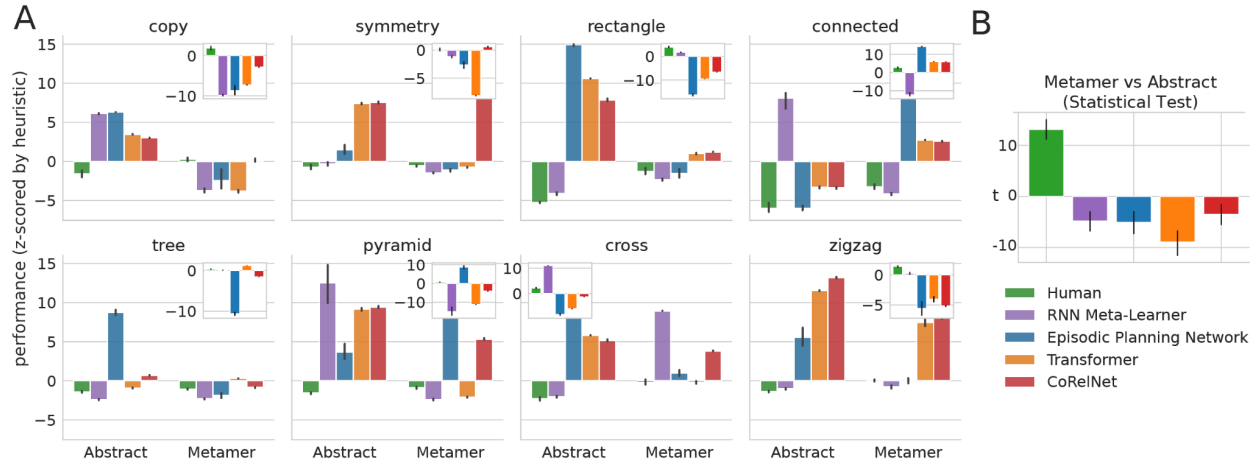 A
B
performance (z-scored by heuristic)
copy
symmetry
rectangle
connected
15
10
5
0
−5
0
−10
0
−5
0
−10
10
0
−10
tree
pyramid
cross
zigzag
15
10
5
0
−5
0
−10
10
0
−10
10
0
0
−5
Abstract Metamer Abstract Metamer Abstract Metamer Abstract Metamer
Metamer vs Abstract
(Statistical Test)
10
t 0
-10
Human
RNN Meta-Learner
Episodic Planning Network
Transformer
CoRelNet